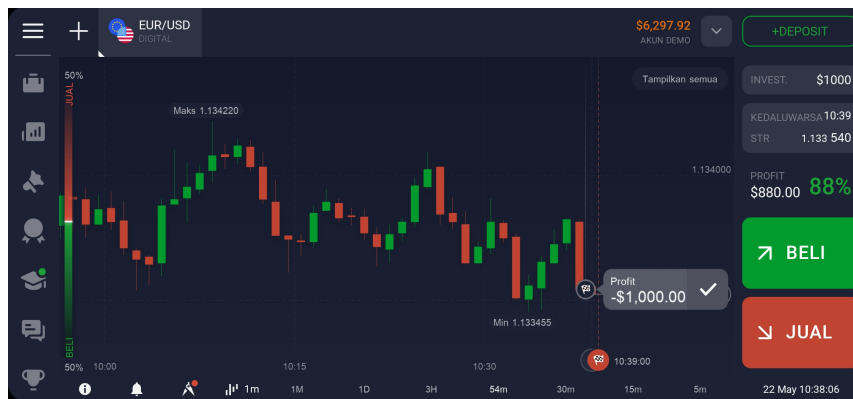 EUR/USD
DIGITAL
$6,297.92
AKUN DEMO
+DEPOSIT
50%
JUAL
Maks 1.134220
Tampilkan semua
INVEST. $1000
KEDALUWARSA 10:39
STR 1.133 540
1.134000
PROFIT
$880.00 88%
BELI
Profit
-$1,000.00
Min 1.133455
JUAL
BELI
50% 10:00 10:15 10:30 10:39:00
1m 1M 1D 3H 54m 30m 15m 5m 22 May 10:38:06